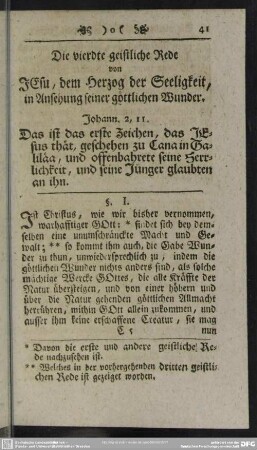 41
Die vierdte geistliche Rede
von
JEsu, dem Herzog der Seeligkeit,
in Ansehung seiner göttlichen Wunder.
Johann. 2, 11.
Das ist das erste Zeichen, das JE-
sus thät, geschehen zu Cana in Ga-
liläa, und offenbahrete seine Herr-
lichkeit, und seine Jünger glaubten
an ihn.
§. I.
Ist Christus, wie wir bisher vernommen,
warhafftiger GOtt * findet sich bey dem-
selben eine unumschränckte Macht und Ge-
walt; ** so kommt ihm auch die Gabe Wun-
der zu thun, unwiedersprechlich zu, indem die
göttlichen Wunder nichts anders sind, als solche
mächtige Wercke GOttes, die alle Kräffte der
Natur übersteigen, und von einer höhern und
über die Natur gehenden göttlichen Allmacht
herrühren, mithin GOtt allein zukommen, und
ausser ihm keine erschaffene Creatur, sie mag
C 5 nun
* Davon die erste und andere geistliche Re-
de nachzusehen ist.
** Welches in der vorhergehenden dritten geistli-
chen Rede ist gezeiget worden.